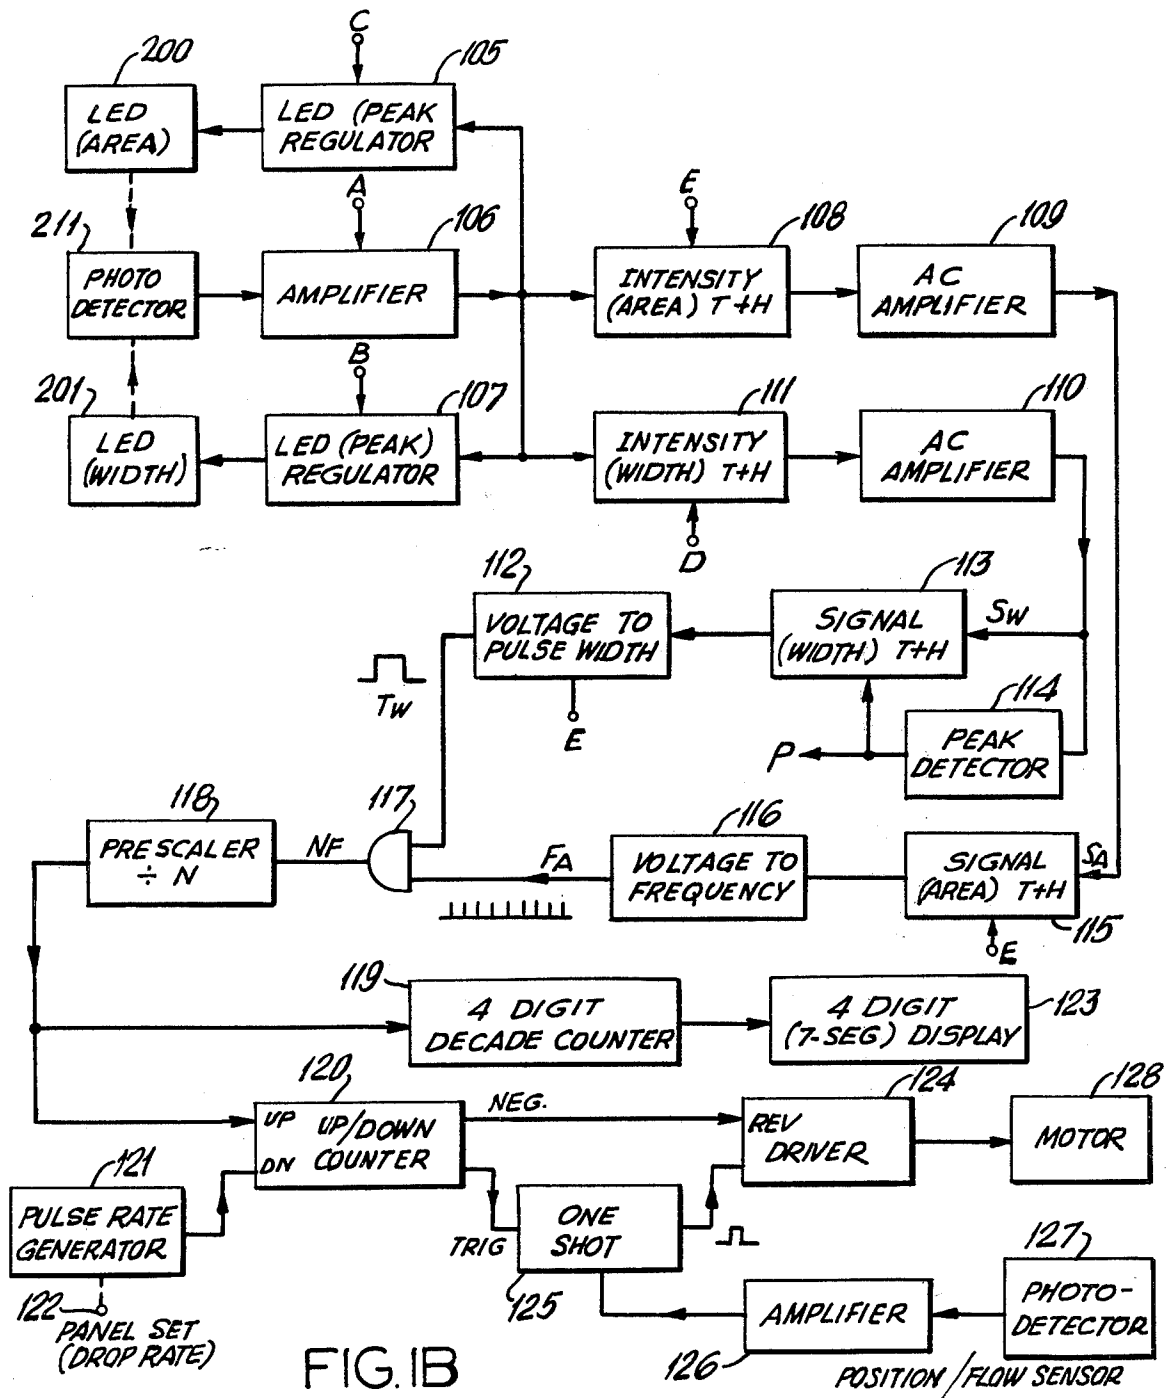 C
200
105
LED
(AREA)
LED (PEAK
REGULATOR
A
E
211
106
108
109
PHOTO
DETECTOR
AMPLIFIER
INTENSITY
(AREA) T+H
AC
AMPLIFIER
B
201
107
111
110
LED
(WIDTH)
LED (PEAK)
REGULATOR
INTENSITY
(WIDTH) T+H
AC
AMPLIFIER
D
112
113
VOLTAGE TO
PULSE WIDTH
SIGNAL
(WIDTH) T+H
SW
TW
E
114
P
PEAK
DETECTOR
118
117
116
PRESCALER
÷ N
NF
FA
VOLTAGE TO
FREQUENCY
SIGNAL
(AREA) T+H
SA
115
E
119
4 DIGIT
DECADE COUNTER
4 DIGIT
(7-SEG) DISPLAY
123
120
124
128
UP
UP/DOWN
COUNTER
DN
NEG.
REV
DRIVER
MOTOR
121
PULSE RATE
GENERATOR
TRIG
ONE
SHOT
125
127
122
PANEL SET
(DROP RATE)
AMPLIFIER
126
PHOTO-
DETECTOR
POSITION/FLOW SENSOR
FIG. 1B